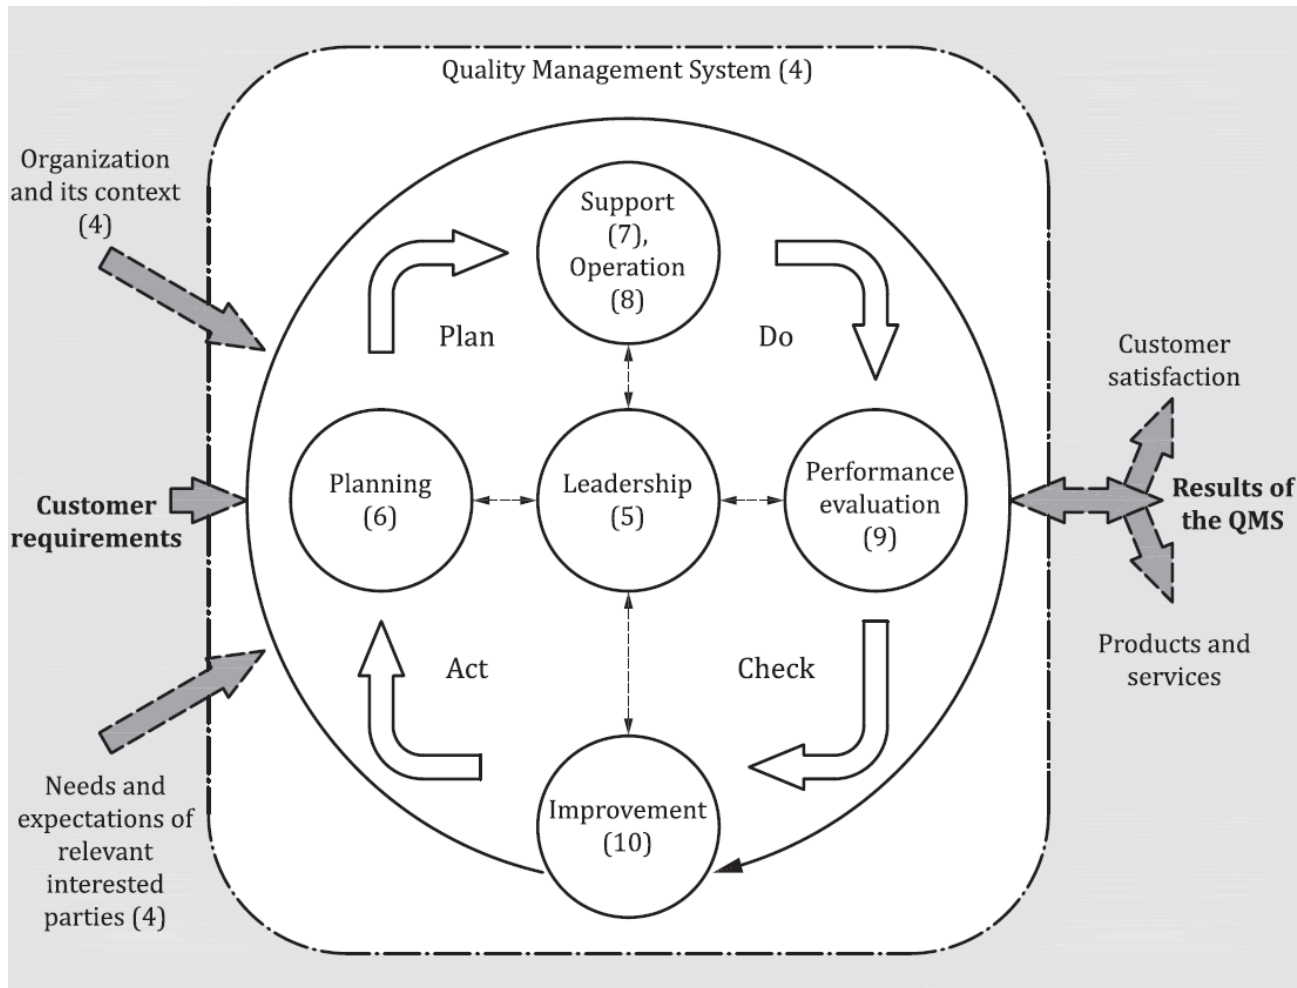 Quality Management System (4)
Organization
and its context
(4)
Support
(7),
Operation
(8)
Plan
Do
Customer
satisfaction
Planning
(6)
Leadership
(5)
Performance
evaluation
(9)
Customer
requirements
Results of
the QMS
Act
Check
Products and
services
Needs and
expectations of
relevant
interested
parties (4)
Improvement
(10)